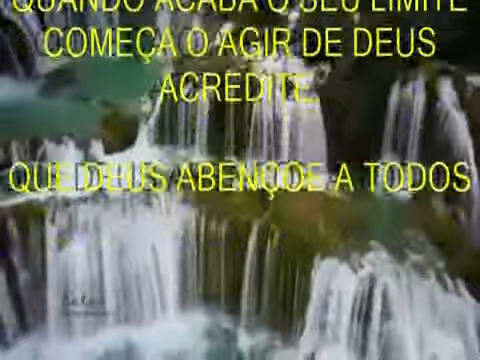 QUANDO ACABA O SEU LIMITE
COMEÇA O AGIR DE DEUS
ACREDITE.
QUE DEUS ABENÇOE A TODOS